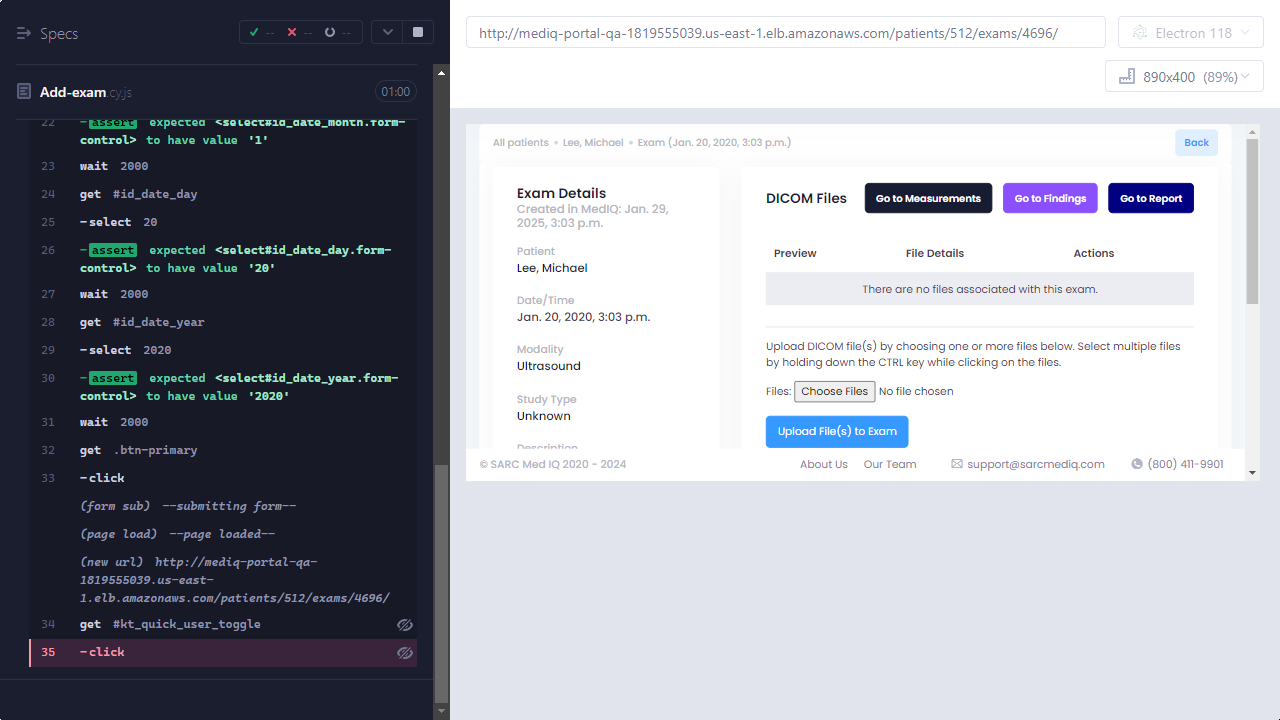 Specs
-- -- --
Add-exam.cy.js
01:00
22 -assert expected <select#id_date_month.form-
control> to have value '1'
23 wait 2000
24 get #id_date_day
25 -select 20
26 -assert expected <select#id_date_day.form-
control> to have value '20'
27 wait 2000
28 get #id_date_year
29 -select 2020
30 -assert expected <select#id_date_year.form-
control> to have value '2020'
31 wait 2000
32 get .btn-primary
33 -click
(form sub) --submitting form--
(page load) --page loaded--
(new url) http://mediq-portal-qa-
1819555039.us-east-
1.elb.amazonaws.com/patients/512/exams/4696/
34 get #kt_quick_user_toggle
35 -click
http://mediq-portal-qa-1819555039.us-east-1.elb.amazonaws.com/patients/512/exams/4696/
Electron 118
890x400 (89%)
All patients • Lee, Michael • Exam (Jan. 20, 2020, 3:03 p.m.)
Back
Exam Details
Created in MedIQ: Jan. 29,
2025, 3:03 p.m.
Patient
Lee, Michael
Date/Time
Jan. 20, 2020, 3:03 p.m.
Modality
Ultrasound
Study Type
Unknown
Description
DICOM Files
Go to Measurements
Go to Findings
Go to Report
Preview File Details Actions
There are no files associated with this exam.
Upload DICOM file(s) by choosing one or more files below. Select multiple files
by holding down the CTRL key while clicking on the files.
Files: Choose Files No file chosen
Upload File(s) to Exam
© SARC Med IQ 2020 - 2024
About Us
Our Team
support@sarcmediq.com
(800) 411-9901